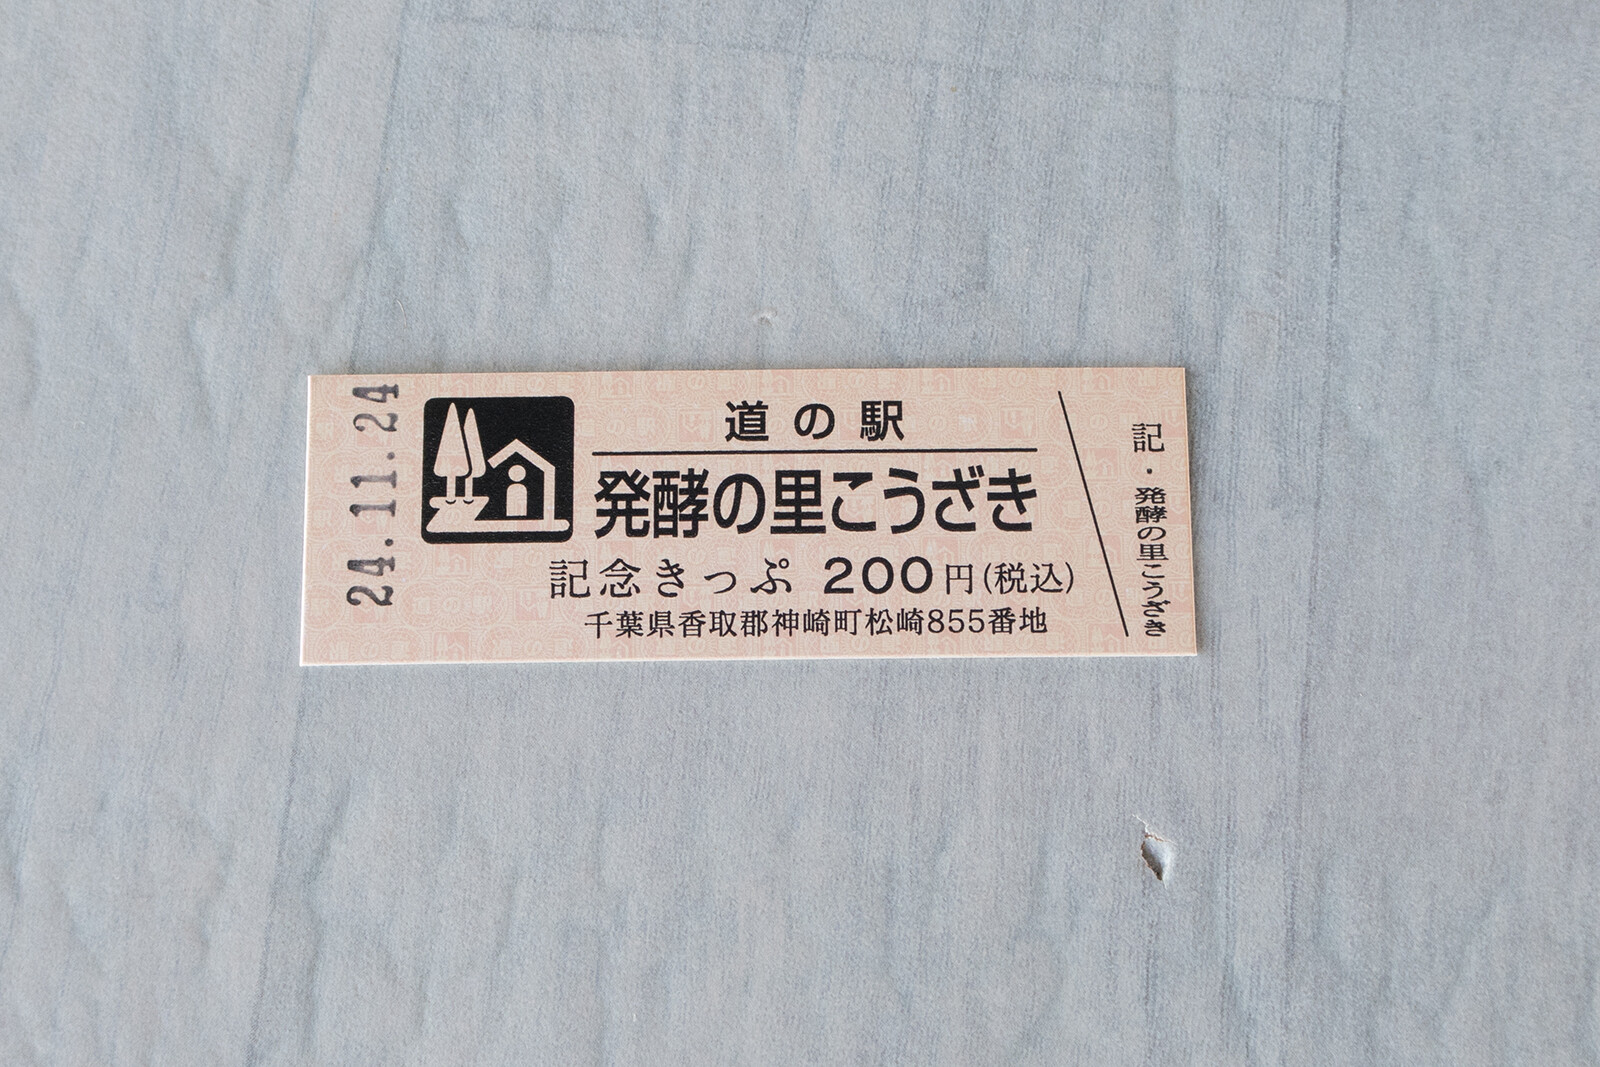 24.11.24
道の駅
発酵の里こうざき
記念きっぷ 200円(税込)
千葉県香取郡神崎町松崎855番地
記・発酵の里こうざき